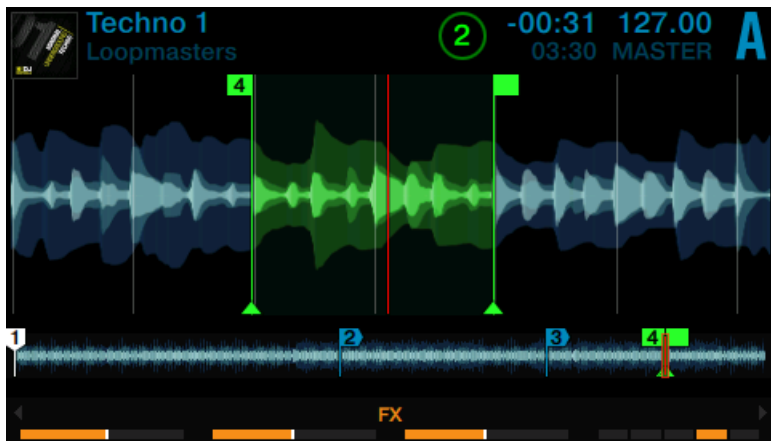 Techno 1
Loopmasters
2
-00:31 127.00
03:30 MASTER
A
4
1 2 3 4
FX